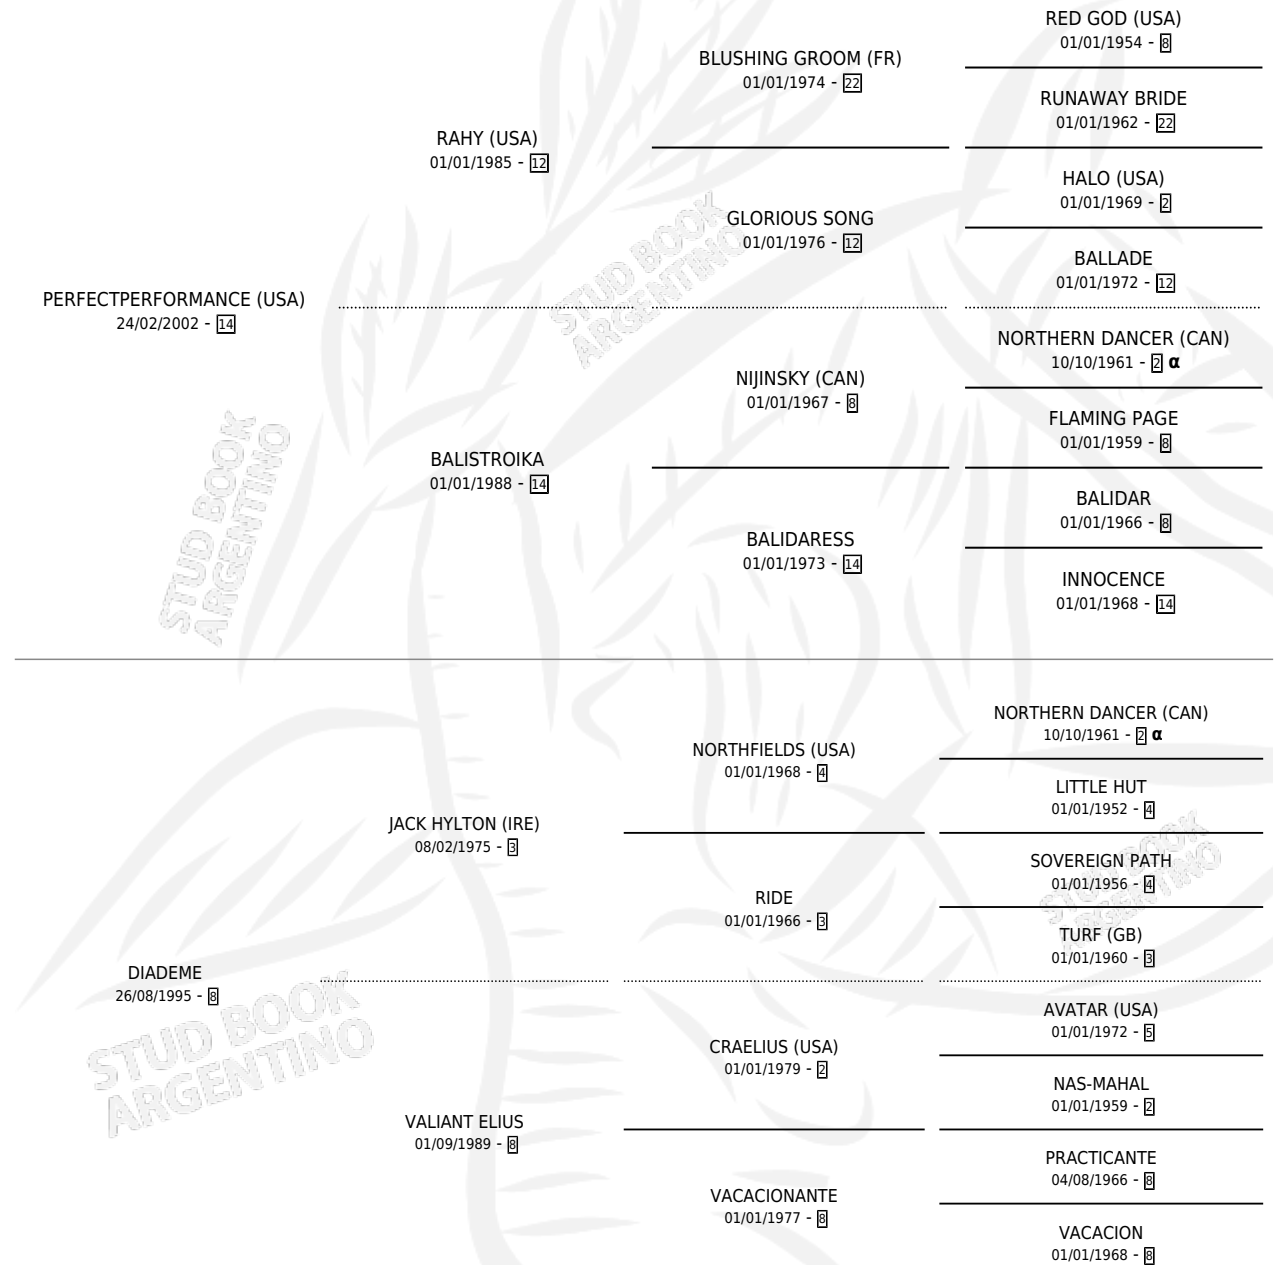 RED GOD (USA)
01/01/1954 - 8
BLUSHING GROOM (FR)
01/01/1974 - 22
RUNAWAY BRIDE
01/01/1962 - 22
RAHY (USA)
01/01/1985 - 12
HALO (USA)
01/01/1969 - 2
GLORIOUS SONG
01/01/1976 - 12
BALLADE
01/01/1972 - 12
PERFECTPERFORMANCE (USA)
24/02/2002 - 14
NORTHERN DANCER (CAN)
10/10/1961 - 2 α
NIJINSKY (CAN)
01/01/1967 - 8
FLAMING PAGE
01/01/1959 - 8
BALISTROIKA
01/01/1988 - 14
BALIDAR
01/01/1966 - 8
BALIDARESS
01/01/1973 - 14
INNOCENCE
01/01/1968 - 14
NORTHERN DANCER (CAN)
10/10/1961 - 2 α
NORTHFIELDS (USA)
01/01/1968 - 4
LITTLE HUT
01/01/1952 - 4
JACK HYLTON (IRE)
08/02/1975 - 3
SOVEREIGN PATH
01/01/1956 - 4
RIDE
01/01/1966 - 3
TURF (GB)
01/01/1960 - 3
DIADEME
26/08/1995 - 8
AVATAR (USA)
01/01/1972 - 5
CRAELIUS (USA)
01/01/1979 - 2
NAS-MAHAL
01/01/1959 - 2
VALIANT ELIUS
01/09/1989 - 8
PRACTICANTE
04/08/1966 - 8
VACACIONANTE
01/01/1977 - 8
VACACION
01/01/1968 - 8
STUD BOOK
ARGENTINO
STUD BOOK
ARGENTINO
STUD BOOK
ARGENTINO
STUD BOOK
ARGENTINO